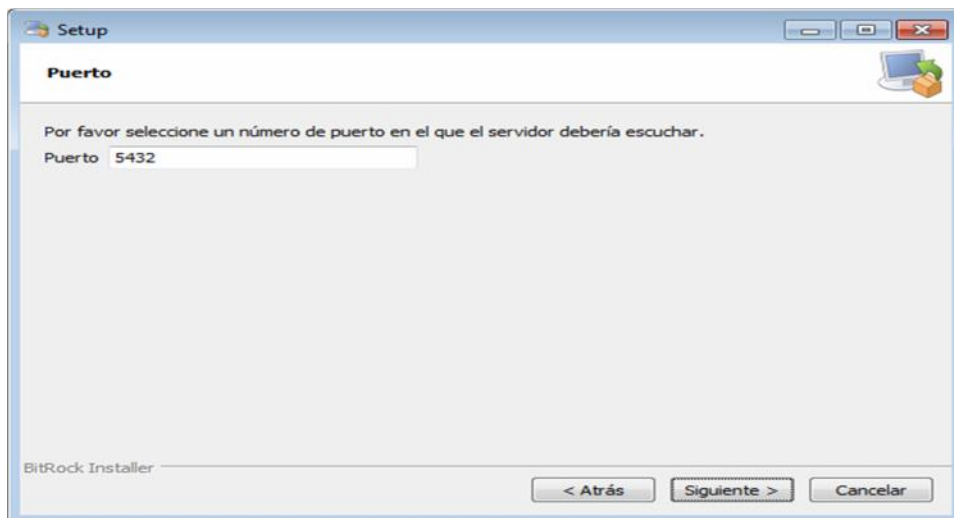 Setup
Puerto
Por favor seleccione un número de puerto en el que el servidor debería escuchar.
Puerto 5432
BitRock Installer
< Atrás Siguiente > Cancelar